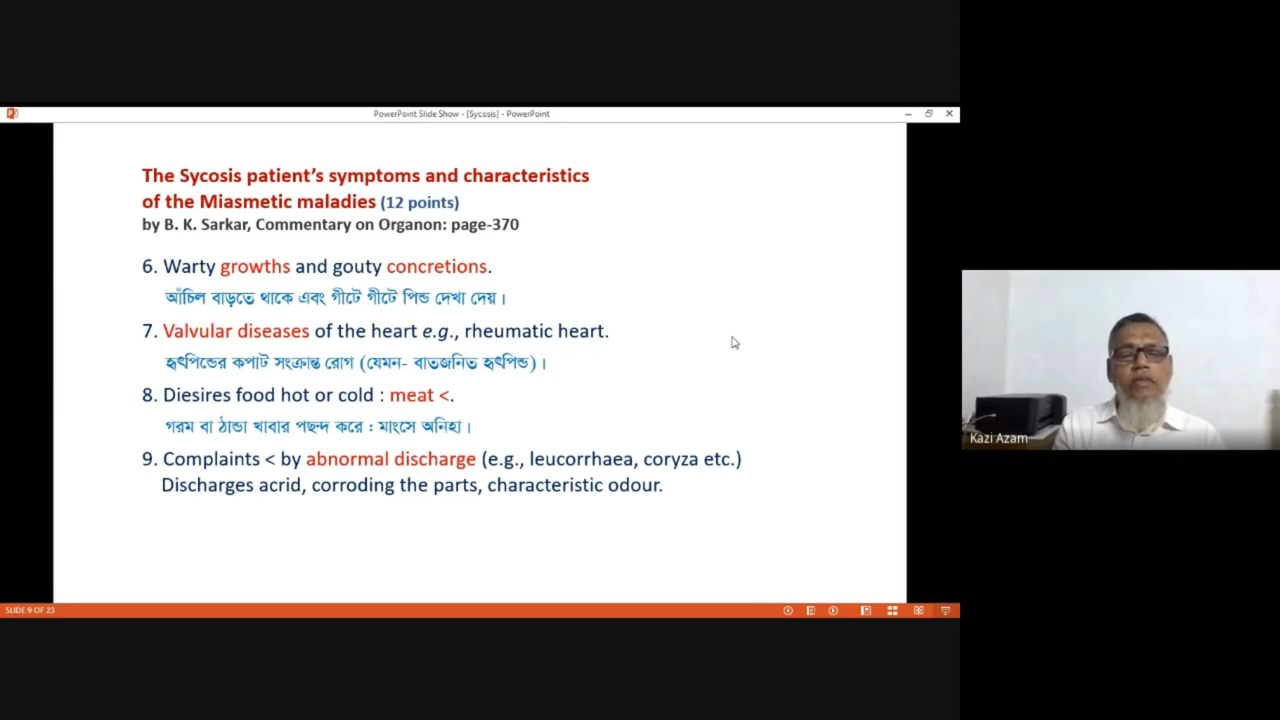 PowerPoint Slide Show - [Sycosis] - PowerPoint
The Sycosis patient's symptoms and characteristics
of the Miasmetic maladies (12 points)
by B. K. Sarkar, Commentary on Organon: page-370
6. Warty growths and gouty concretions.
আঁচিল বাড়তে থাকে এবং গীটে গীটে পিন্ড দেখা দেয়।
7. Valvular diseases of the heart e.g., rheumatic heart.
হৃৎপিন্ডের কপাট সংক্রান্ত রোগ (যেমন- বাতজনিত হৃৎপিন্ড)।
8. Diesires food hot or cold : meat <.
গরম বা ঠান্ডা খাবার পছন্দ করে : মাংসে অনিহা।
9. Complaints < by abnormal discharge (e.g., leucorrhaea, coryza etc.)
Discharges acrid, corroding the parts, characteristic odour.
Kazi Azam
SLIDE 9 OF 23